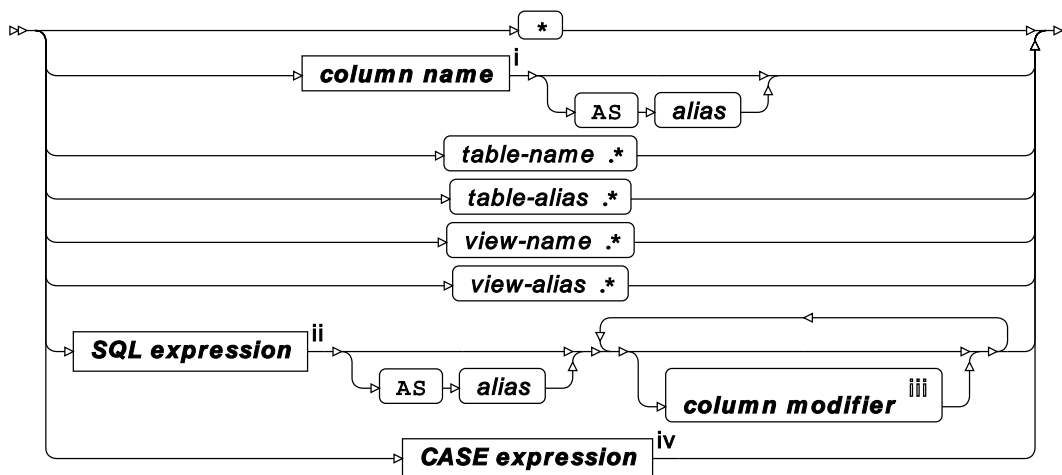 *
column name i
AS alias
table-name .*
table-alias .*
view-name .*
view-alias .*
SQL expression ii
AS alias column modifier iii
CASE expression iv